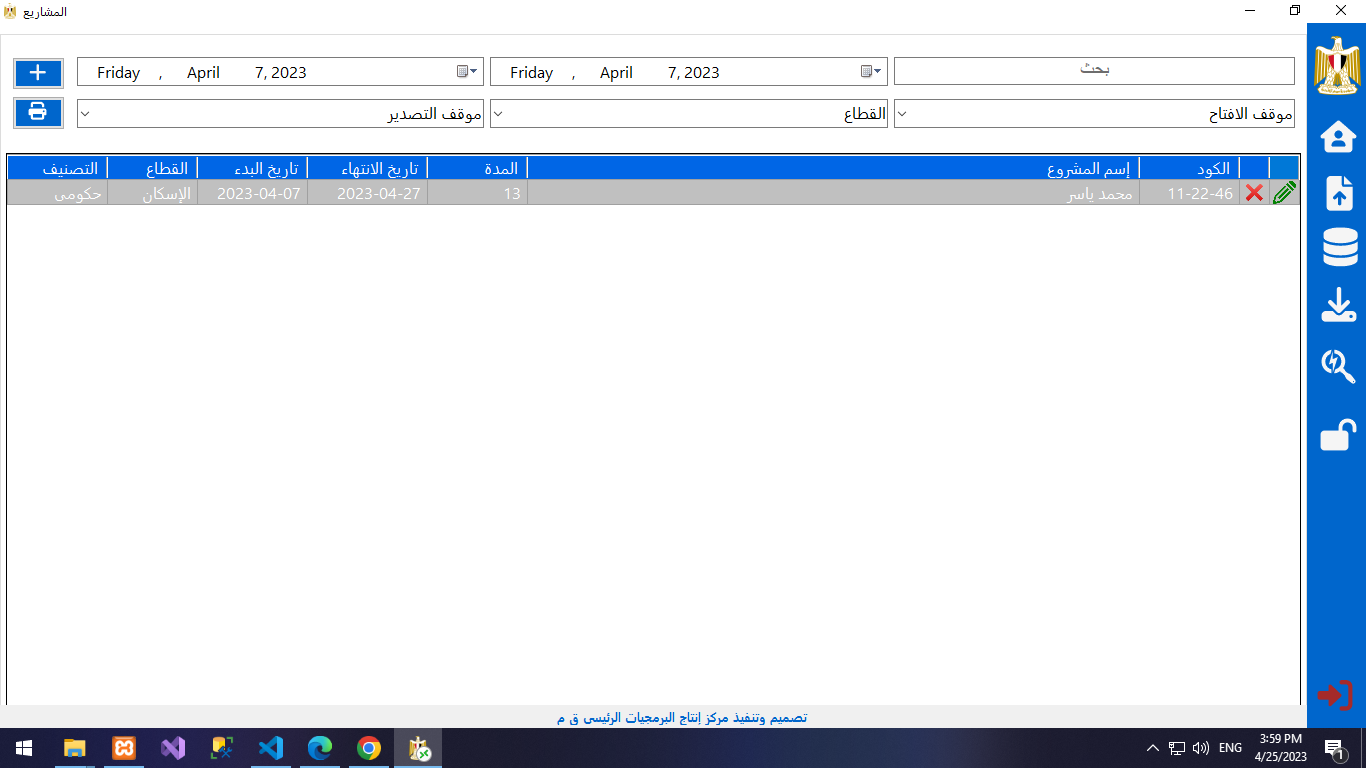 المشاريع
Friday , April 7, 2023
Friday , April 7, 2023
بحث
موقف التصدير
القطاع
موقف الافتاح
الكود إسم المشروع المدة تاريخ الانتهاء تاريخ البدء القطاع التصنيف
11-22-46 محمد ياسر 13 2023-04-27 2023-04-07 الإسكان حكومى
تصميم وتنفيذ مركز إنتاج البرمجيات الرئيسى ق م
ENG
3:59 PM
4/25/2023
1